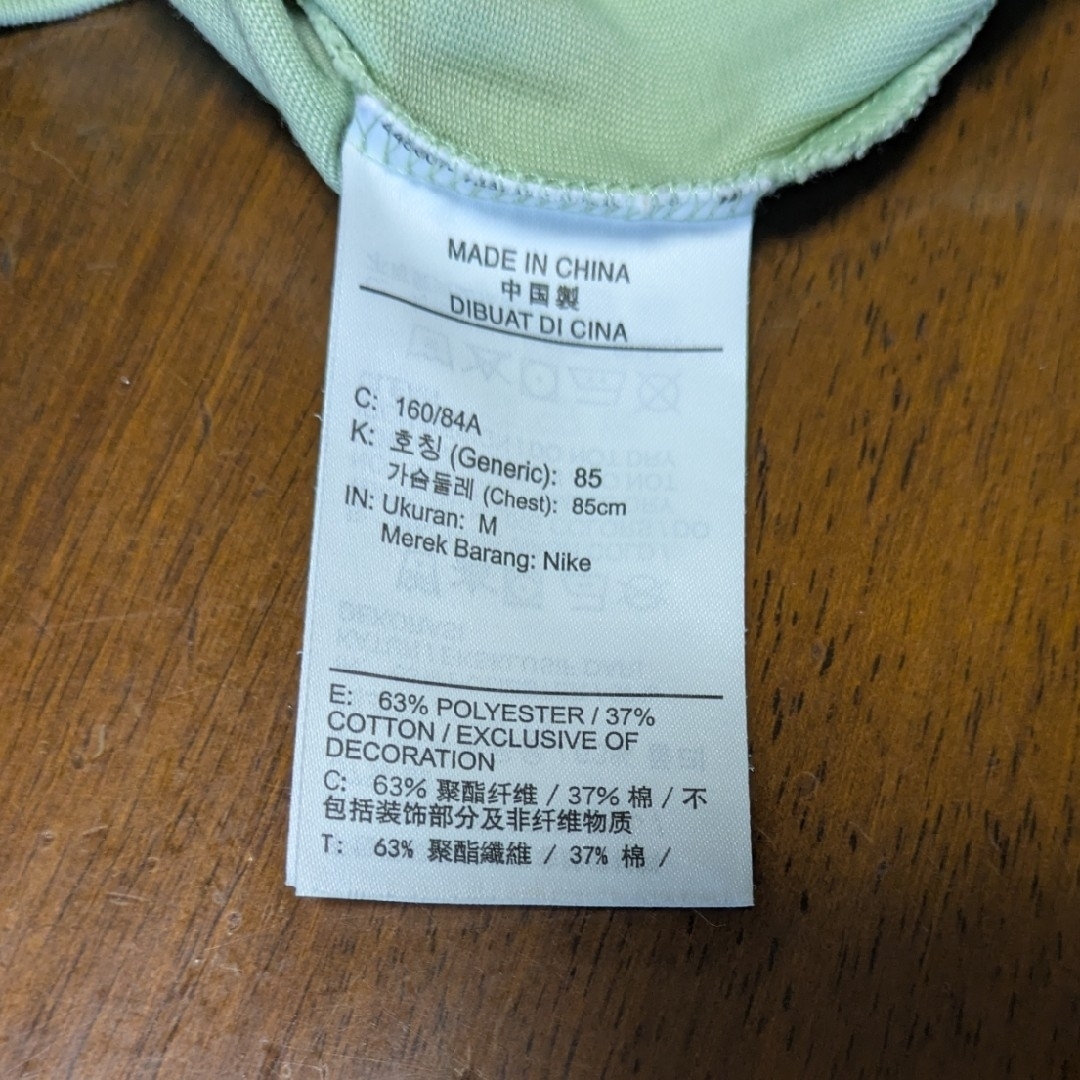 MADE IN CHINA
中国製
DIBUAT DI CINA
C: 160/84A
K: 호칭 (Generic): 85
가슴둘레 (Chest): 85cm
IN: Ukuran: M
Merek Barang: Nike
E: 63% POLYESTER / 37%
COTTON / EXCLUSIVE OF
DECORATION
C: 63% 聚酯纤维 / 37% 棉 / 不
包括装饰部分及非纤维物质
T: 63% 聚酯纖維 / 37% 棉 /